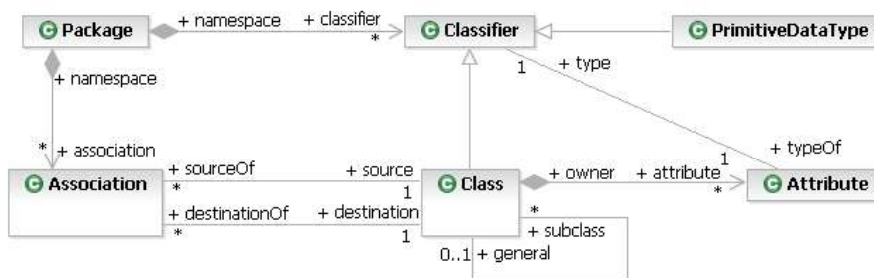 C Package
+ namespace
+ classifier
*
C Classifier
C PrimitiveDataType
+ namespace
1
+ type
* + association
1
+ typeOf
C Association
+ sourceOf
*
+ source
1
C Class
+ owner
+ attribute
*
C Attribute
+ destinationOf
*
+ destination
1
*
+ subclass
0..1 + general